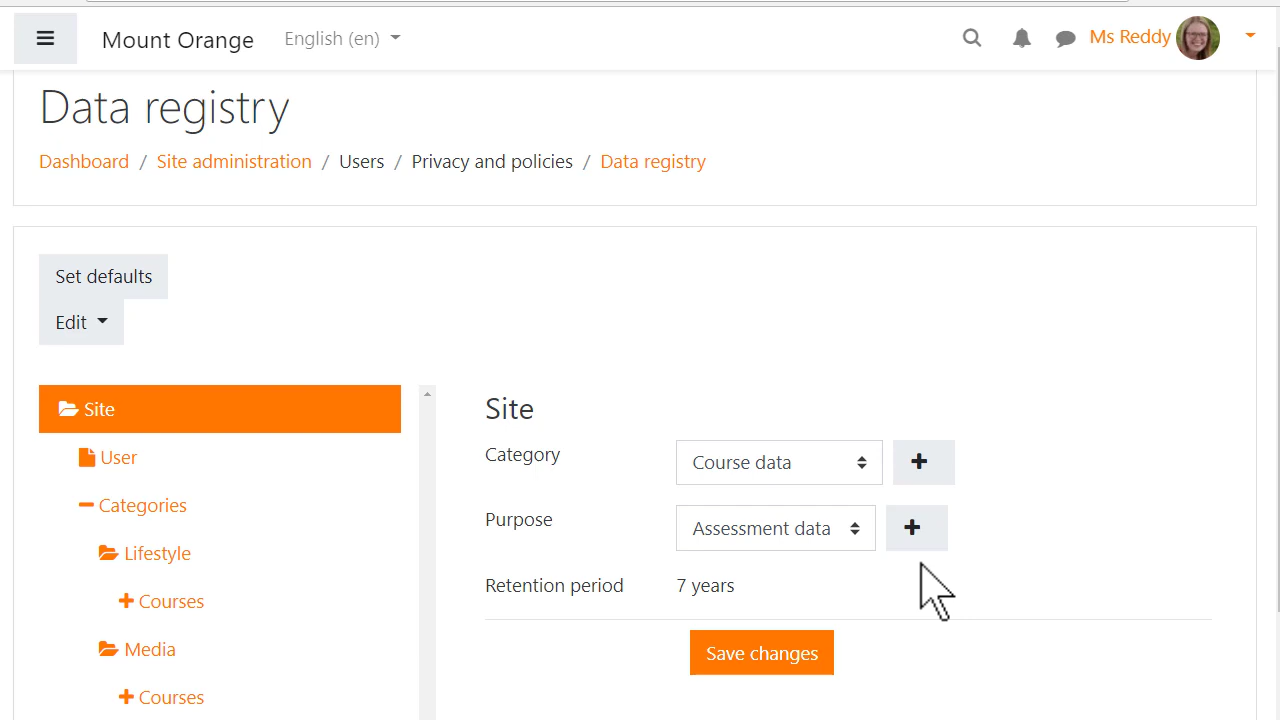 Mount Orange English (en) Ms Reddy
Data registry
Dashboard / Site administration / Users / Privacy and policies / Data registry
Set defaults
Edit
Site
User
Categories
Lifestyle
Courses
Media
Courses
Site
Category Course data
Purpose Assessment data
Retention period 7 years
Save changes